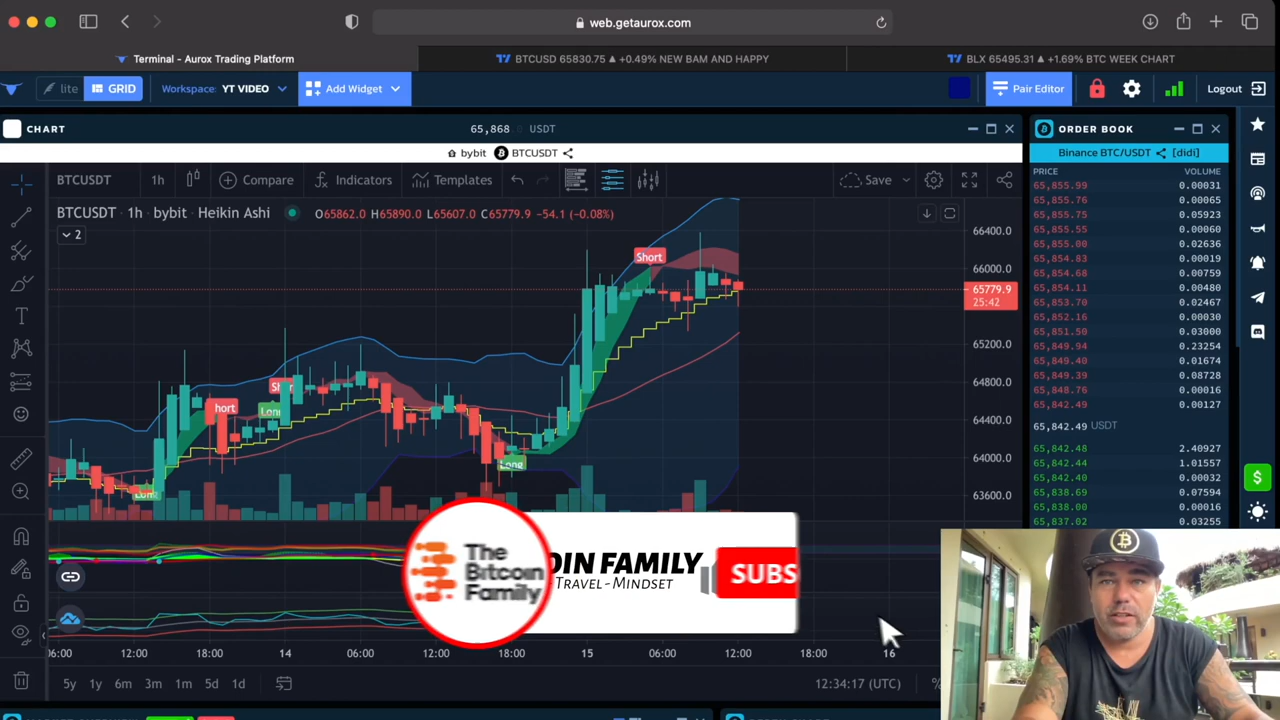 web.getaurox.com
Terminal - Aurox Trading Platform
BTCUSD 65830.75 ▲ +0.49% NEW BAM AND HAPPY
BLX 65495.31 ▲ +1.69% BTC WEEK CHART
lite
GRID
Workspace: YT VIDEO
Add Widget
Pair Editor
Logout
CHART
65,868
USDT
bybit BTCUSDT
BTCUSDT
1h
Compare
Indicators
Templates
Save
BTCUSDT · 1h · bybit · Heikin Ashi
O65862.0 H65890.0 L65607.0 C65779.9 -54.1 (-0.08%)
2
66400.0
66000.0
65779.9
25:42
65200.0
64800.0
64400.0
64000.0
63600.0
Short
hort
Long
Long
06:00 12:00 18:00 14 06:00 12:00 18:00 15 06:00 12:00 18:00 16
5y 1y 6m 3m 1m 5d 1d
12:34:17 (UTC)
%
ORDER BOOK
Binance BTC/USDT [didi]
PRICE VOLUME
65,855.99 0.00031
65,855.76 0.00065
65,855.75 0.05923
65,855.55 0.00060
65,855.00 0.02636
65,854.83 0.00019
65,854.68 0.00759
65,854.11 0.00480
65,853.70 0.02467
65,852.16 0.00030
65,851.50 0.03000
65,849.94 0.23254
65,849.40 0.01674
65,849.39 0.08728
65,848.76 0.00016
65,842.49 0.00127
65,842.49 USDT
65,842.48 2.40927
65,842.44 1.01557
65,842.40 0.00032
65,838.69 0.07594
65,838.00 0.00016
65,837.02 0.03255
The
Bitcoin
Family
OIN FAMILY
Travel - Mindset
SUBS